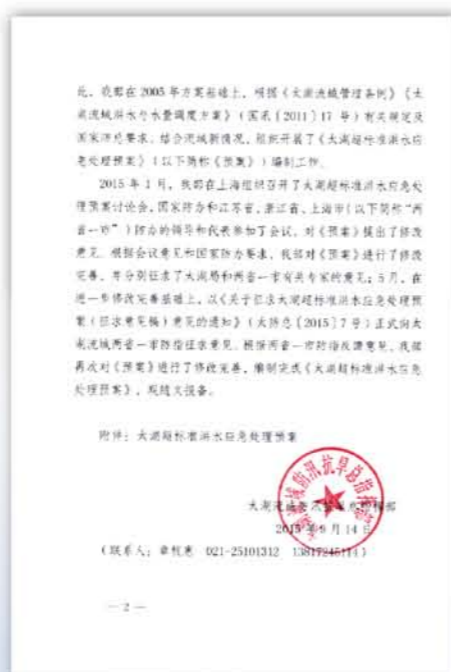 此，我部在 2005 年方案基础上，根据《太湖流域管理条例》《太
湖流域洪水与水量调度方案》（国汛〔2011〕17 号）有关规定及
国家防总要求，结合流域新情况，组织开展了《太湖超标准洪水应
急处理预案》（以下简称《预案》）编制工作。
2015 年 1 月，我部在上海组织召开了太湖超标准洪水应急处
理预案讨论会，国家防办和江苏省、浙江省、上海市（以下简称“两
省一市”）防办的领导和代表参加了会议，对《预案》提出了修改
意见。根据会议意见和国家防办要求，我部对《预案》进行了修改
完善，并分别征求了太湖局和两省一市有关专家的意见；5 月，在
进一步修改完善基础上，以《关于征求太湖超标准洪水应急处理预
案（征求意见稿）意见的通知》（太防总〔2015〕7 号）正式向太
湖流域两省一市防指征求意见。根据两省一市防指反馈意见，我部
再次对《预案》进行了修改完善，编制完成《太湖超标准洪水应急
处理预案》，现随文报备。
附件：太湖超标准洪水应急处理预案
太湖流域防汛抗旱总指挥部
2015 年 9 月 14 日
（联系人：章杭惠 021-25101312 13817245114）
— 2 —